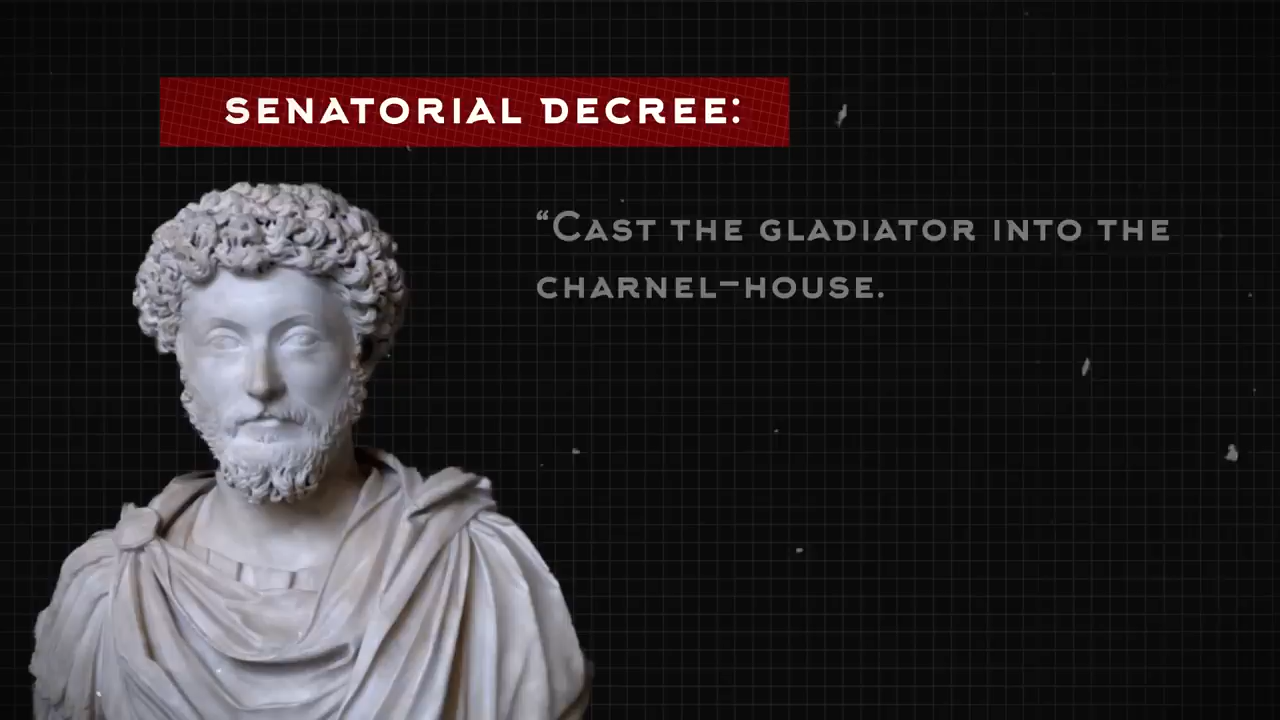 SENATORIAL DECREE:
“CAST THE GLADIATOR INTO THE
CHARNEL-HOUSE.